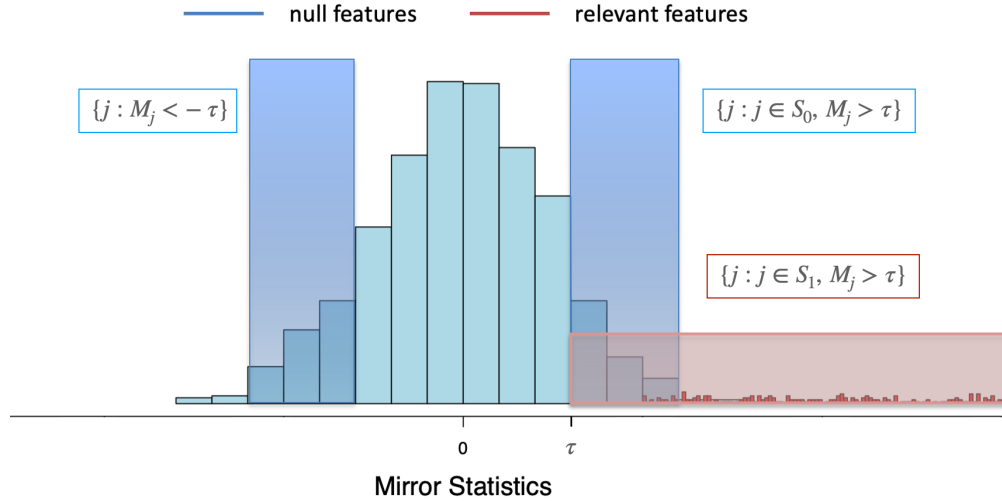 null features
relevant features
{j : M_j < − τ}
{j : j ∈ S_0, M_j > τ}
{j : j ∈ S_1, M_j > τ}
0
τ
Mirror Statistics